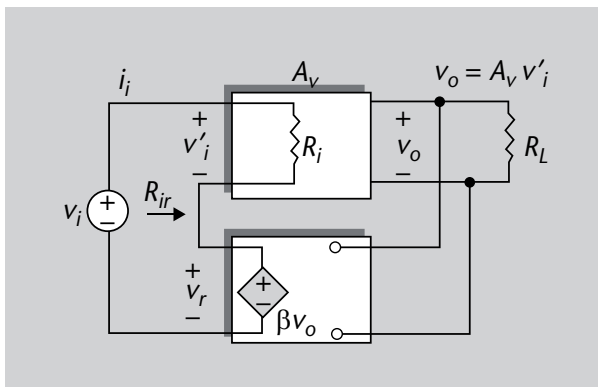 i_i
A_v
v_o = A_v v'_i
+
v'_i
−
R_i
+
v_o
−
R_L
v_i
+
−
R_ir
+
v_r
−
+
−
βv_o